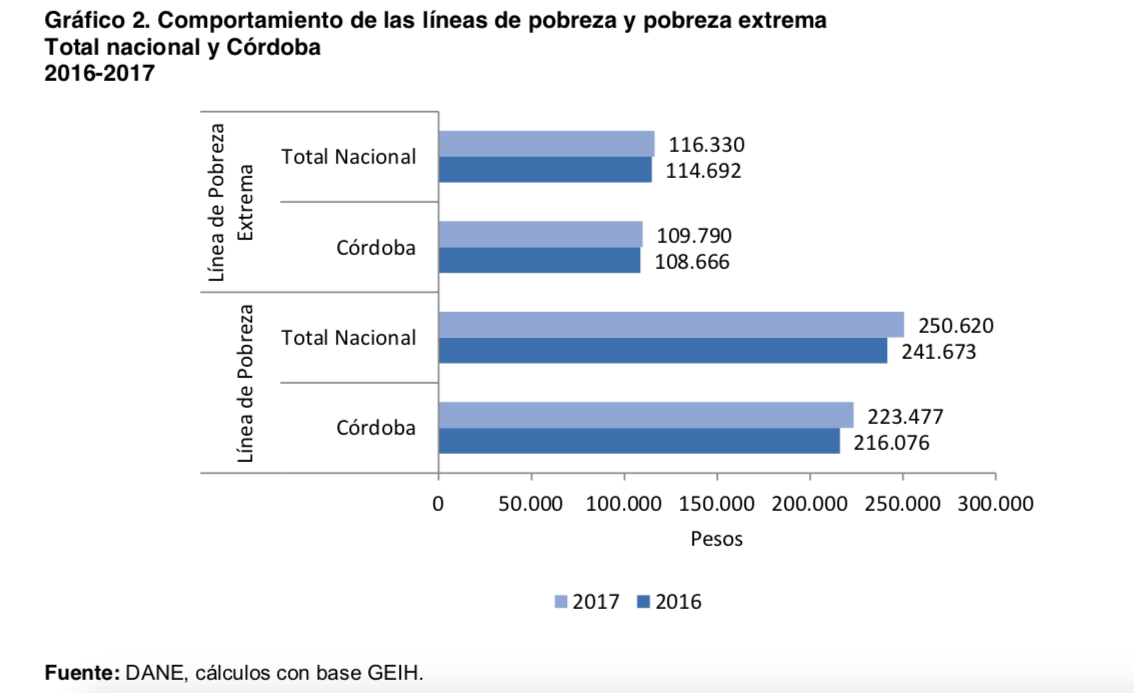 Gráfico 2. Comportamiento de las líneas de pobreza y pobreza extrema
Total nacional y Córdoba
2016-2017
Línea de Pobreza
Extrema
Total Nacional
116.330
114.692
Córdoba
109.790
108.666
Línea de Pobreza
Total Nacional
250.620
241.673
Córdoba
223.477
216.076
0 50.000 100.000 150.000 200.000 250.000 300.000
Pesos
2017 2016
Fuente: DANE, cálculos con base GEIH.